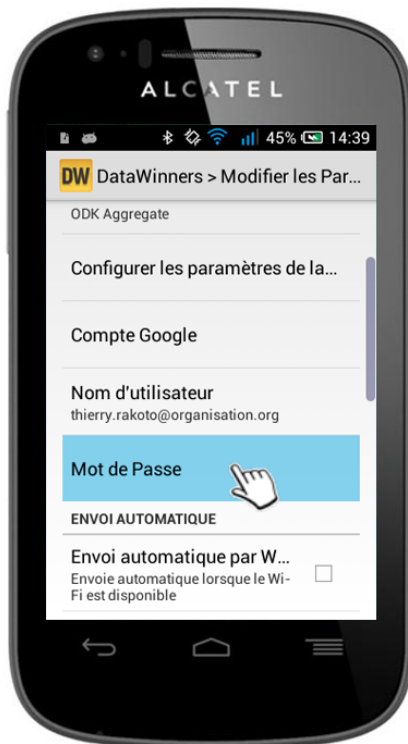 ALCATEL
45% 14:39
DW DataWinners > Modifier les Par...
ODK Aggregate
Configurer les paramètres de la...
Compte Google
Nom d'utilisateur
thierry.rakoto@organisation.org
Mot de Passe
ENVOI AUTOMATIQUE
Envoi automatique par W...
Envoie automatique lorsque le Wi-
Fi est disponible